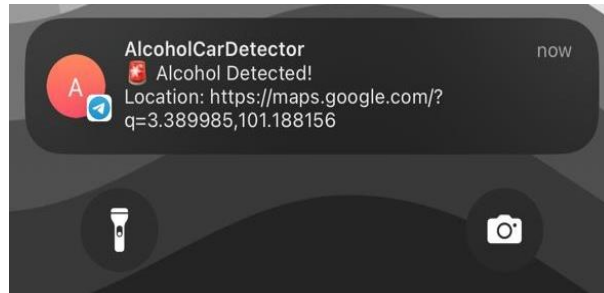 AlcoholCarDetector
now
🚨 Alcohol Detected!
Location: https://maps.google.com/?
q=3.389985,101.188156
A